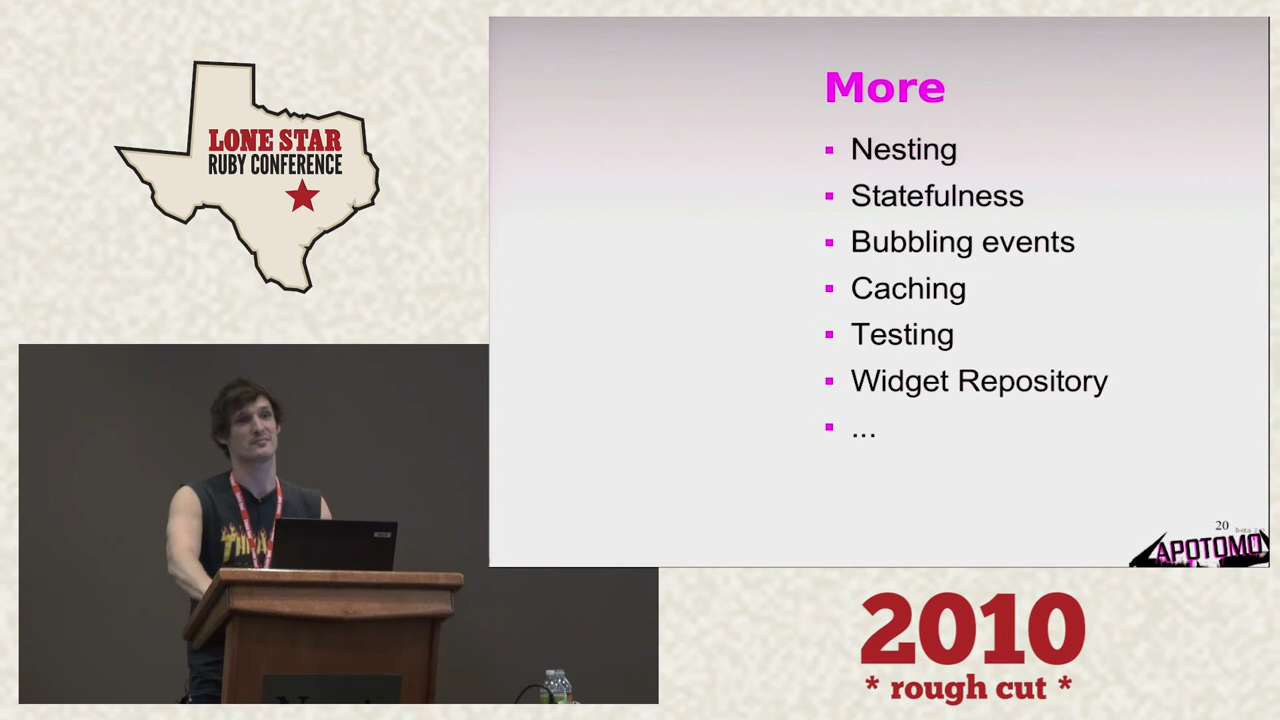 LONE STAR
RUBY CONFERENCE
More
Nesting
Statefulness
Bubbling events
Caching
Testing
Widget Repository
...
20
APOTOMO
2010
* rough cut *